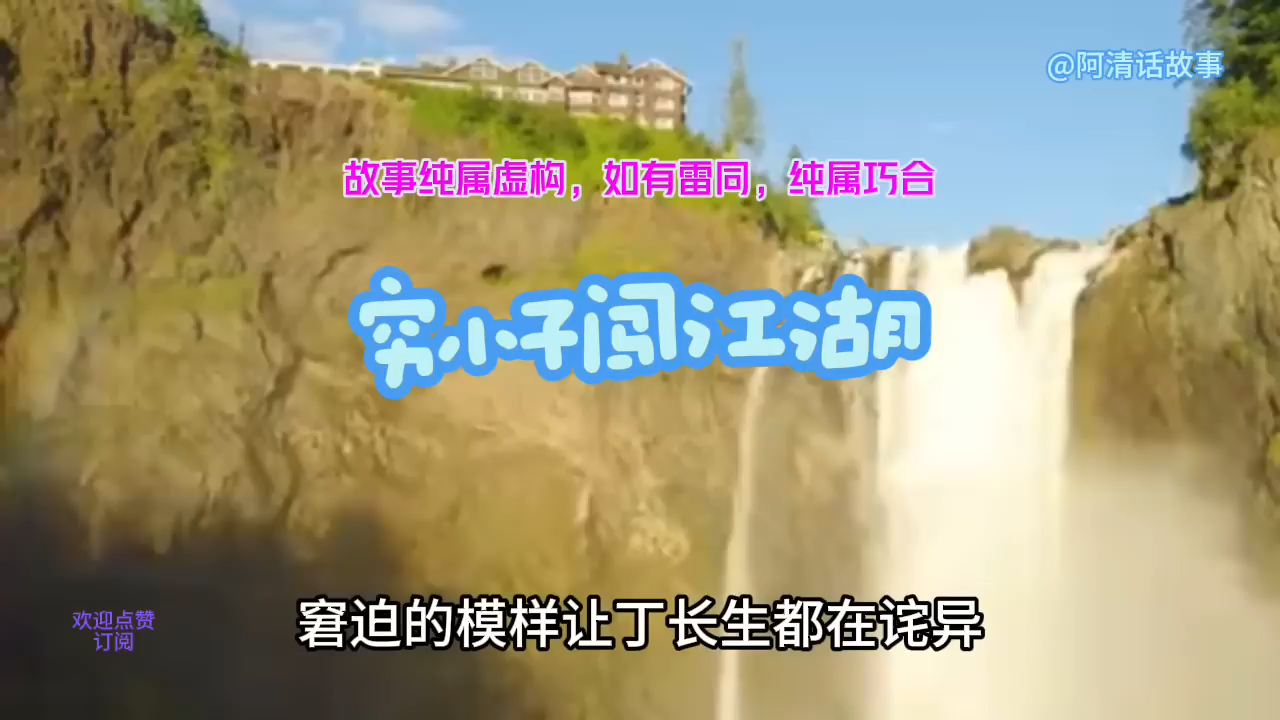 @阿清话故事
故事纯属虚构，如有雷同，纯属巧合
穷小子闯江湖
窘迫的模样让丁长生都在诧异
欢迎点赞
订阅